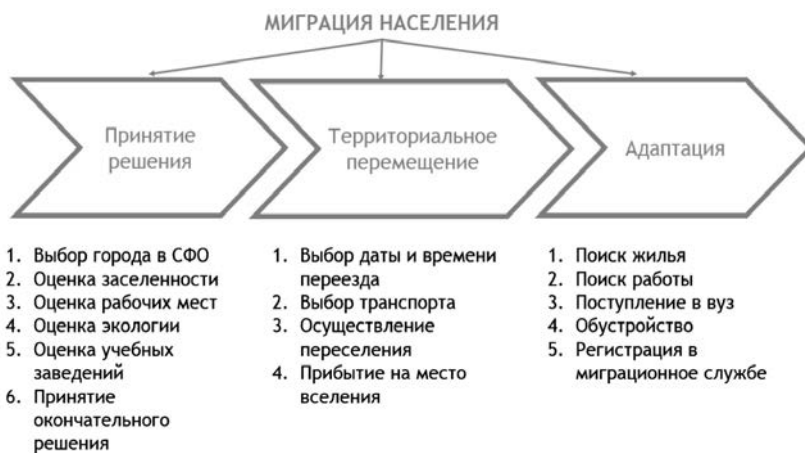 МИГРАЦИЯ НАСЕЛЕНИЯ
Принятие
решения
Территориальное
перемещение
Адаптация
1. Выбор города в СФО
2. Оценка заселенности
3. Оценка рабочих мест
4. Оценка экологии
5. Оценка учебных
заведений
6. Принятие
окончательного
решения
1. Выбор даты и времени
переезда
2. Выбор транспорта
3. Осуществление
переселения
4. Прибытие на место
вселения
1. Поиск жилья
2. Поиск работы
3. Поступление в вуз
4. Обустройство
5. Регистрация в
миграционное службе